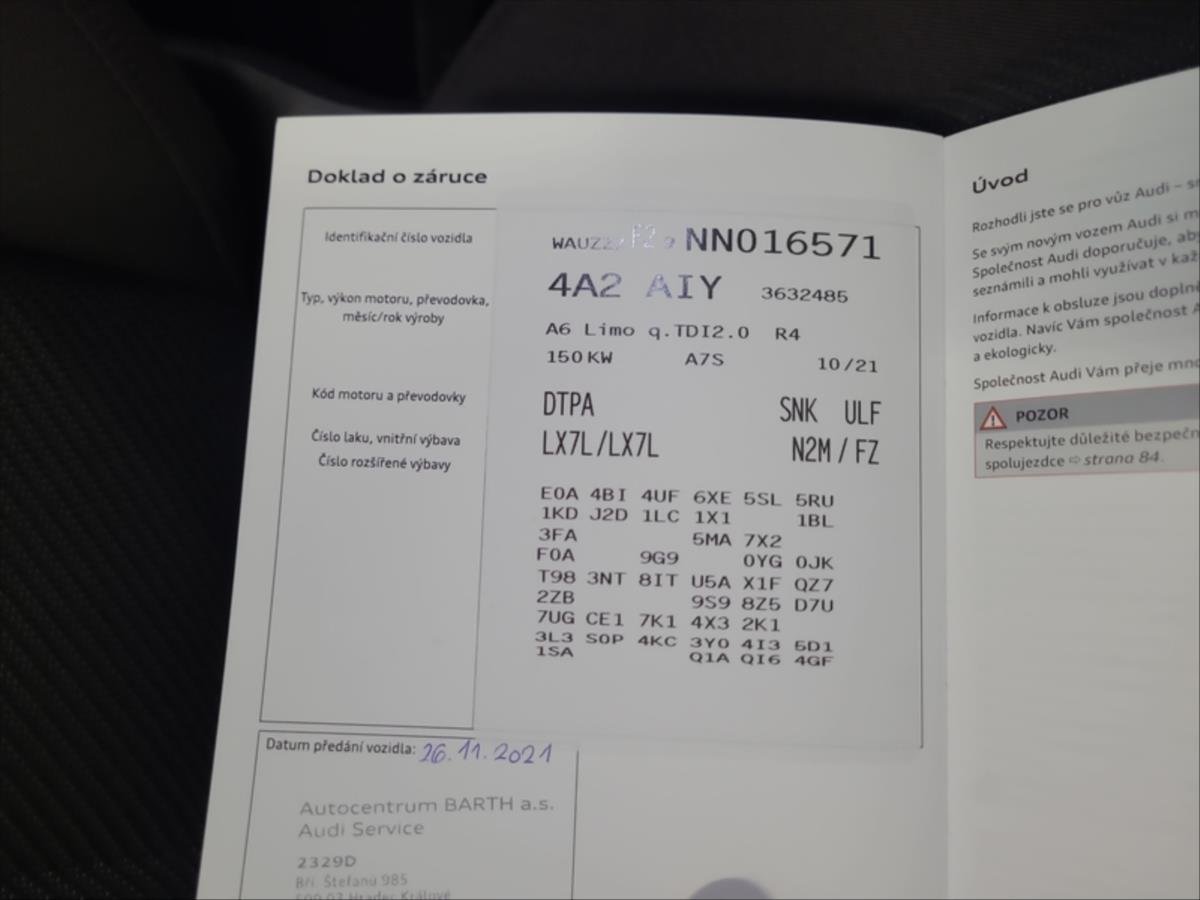 Doklad o záruce
Identifikační číslo vozidla
NN016571
Typ, výkon motoru, převodovka,
měsíc/rok výroby
4A2 AIY 3632485
A6 Limo q.TDI2.0 R4
150 KW A7S 10/21
Kód motoru a převodovky
DTPA SNK ULF
Číslo laku, vnitřní výbava
LX7L/LX7L N2M / FZ
Číslo rozšířené výbavy
E0A 4BI 4UF 6XE 5SL 5RU
1KD J2D 1LC 1X1 1BL
3FA 5MA 7X2
F0A 9G9 0YG 0JK
T98 3NT 8IT U5A X1F QZ7
2ZB 9S9 8Z5 D7U
7UG CE1 7K1 4X3 2K1
3L3 S0P 4KC 3Y0 4I3 5D1
1SA Q1A QI6 4GF
Datum předání vozidla: 26.11.2021
Autocentrum BARTH a.s.
Audi Service
2329D
Bří. Štefanů 985
Hradec Králové
Úvod
Rozhodli jste se pro vůz Audi –
Se svým novým vozem Audi si
Společnost Audi doporučuje,
seznámili a mohli využívat v
Informace k obsluze jsou
vozidla. Navíc Vám společnost
a ekologicky.
Společnost Audi Vám přeje
POZOR
Respektujte důležité
spolujezdce ⇨ strana 84.